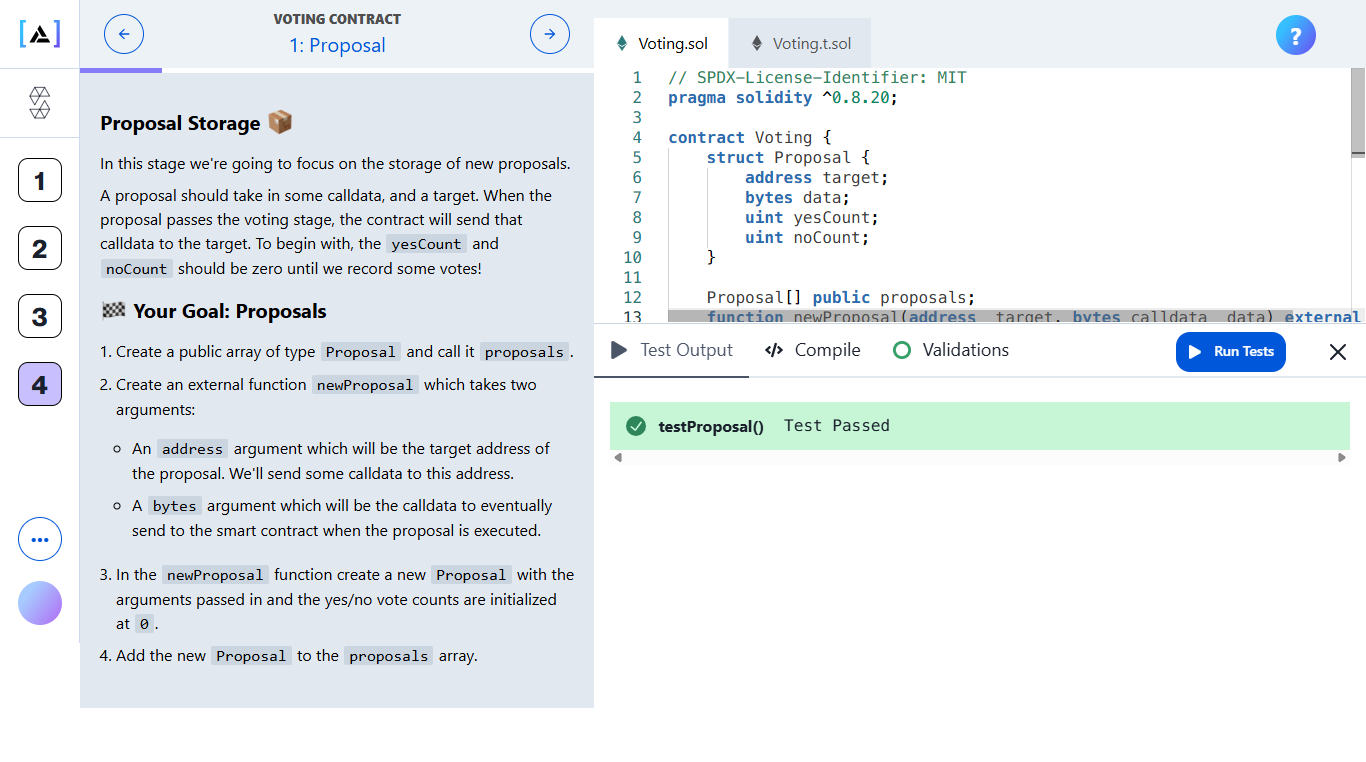 VOTING CONTRACT
1: Proposal
1
2
3
4
Proposal Storage
In this stage we're going to focus on the storage of new proposals.
A proposal should take in some calldata, and a target. When the
proposal passes the voting stage, the contract will send that
calldata to the target. To begin with, the yesCount and
noCount should be zero until we record some votes!
Your Goal: Proposals
1. Create a public array of type Proposal and call it proposals .
2. Create an external function newProposal which takes two
arguments:
An address argument which will be the target address of
the proposal. We'll send some calldata to this address.
A bytes argument which will be the calldata to eventually
send to the smart contract when the proposal is executed.
3. In the newProposal function create a new Proposal with the
arguments passed in and the yes/no vote counts are initialized
at 0 .
4. Add the new Proposal to the proposals array.
Voting.sol
Voting.t.sol
?
1 // SPDX-License-Identifier: MIT
2 pragma solidity ^0.8.20;
3
4 contract Voting {
5 struct Proposal {
6 address target;
7 bytes data;
8 uint yesCount;
9 uint noCount;
10 }
11
12 Proposal[] public proposals;
13 function newProposal(address _target, bytes calldata _data) external
Test Output
</> Compile
Validations
Run Tests
testProposal() Test Passed